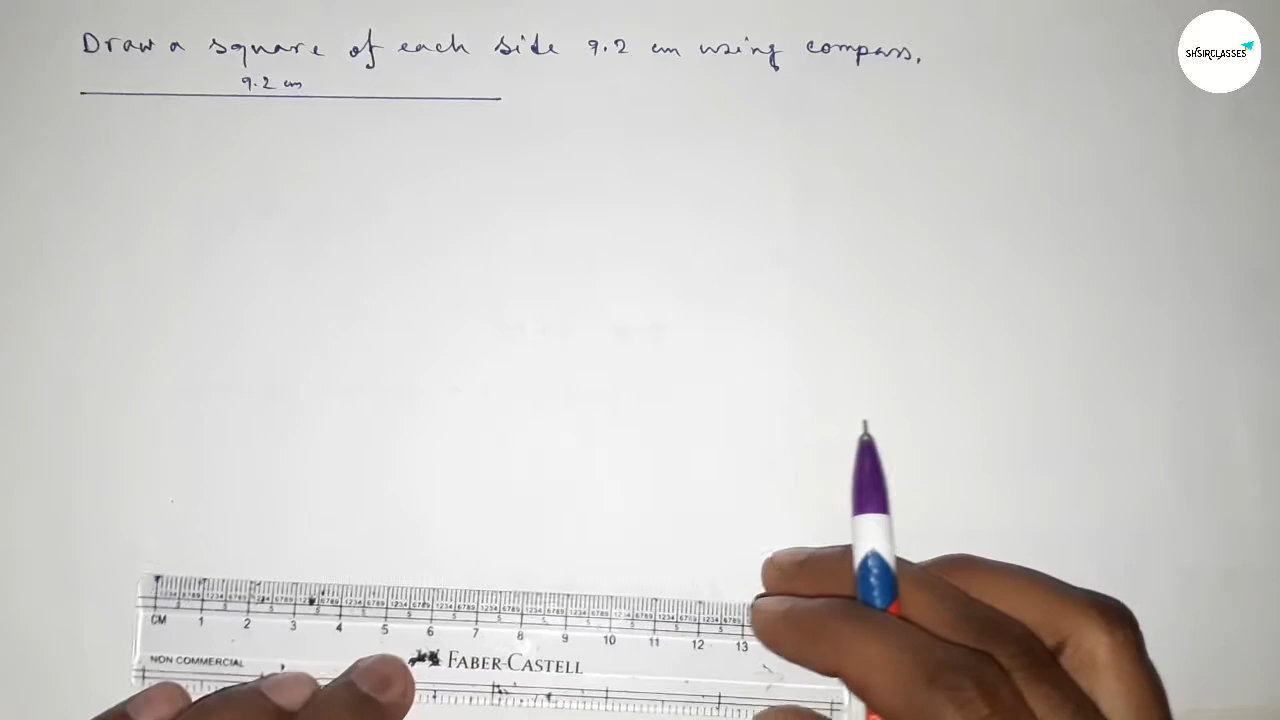 Draw a square of each side 9.2 cm using compass.
9.2 cm
SHSIRCLASSES
CM 1 2 3 4 5 6 7 8 9 10 11 12 13
NON COMMERCIAL FABER-CASTELL